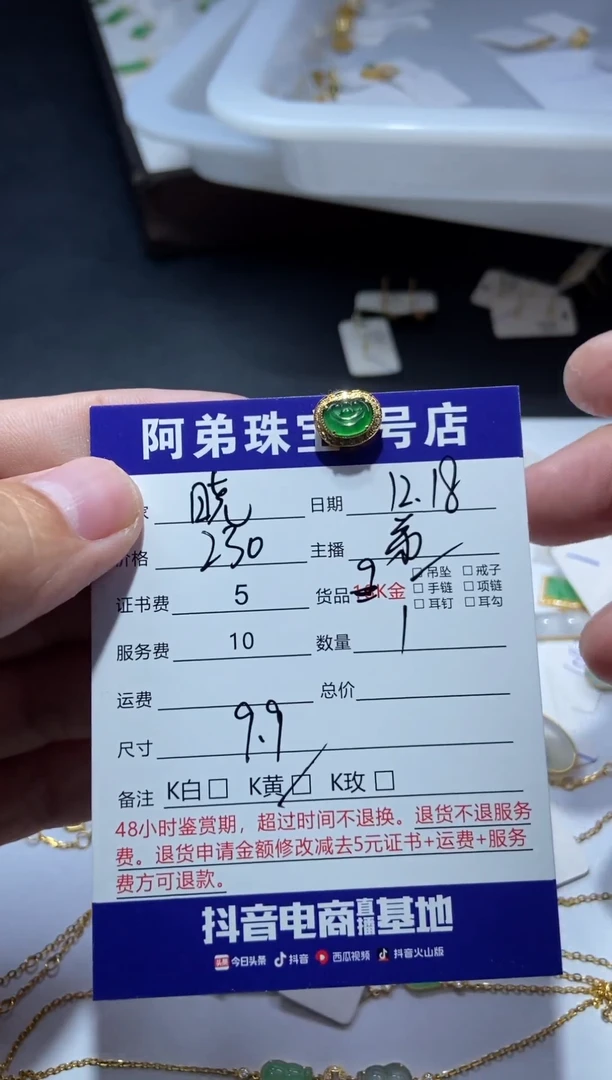 阿弟珠宝 号店
家 晓 日期 12.18
价格 230 主播 弟
证书费 5 货品 9K金 吊坠 戒子
手链 项链
耳钉 耳勾
服务费 10 数量 1
运费 总价
尺寸 9.9
备注 K白 K黄 K玫
48小时鉴赏期，超过时间不退换。退货不退服务
费。退货申请金额修改减去5元证书+运费+服务
费方可退款。
抖音电商直播基地
头条 今日头条 抖音 西瓜视频 抖音火山版